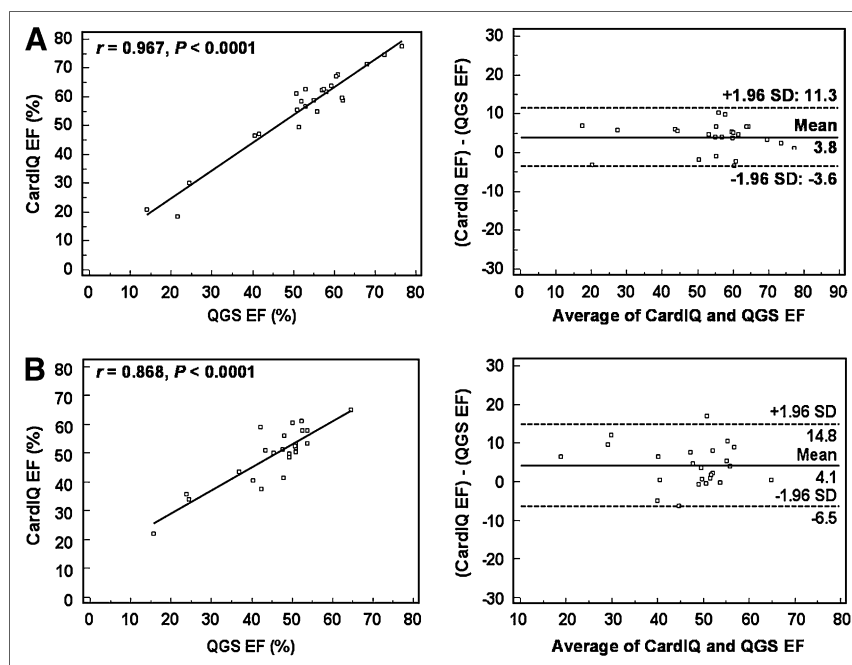 A
r = 0.967, P < 0.0001
CardIQ EF (%)
80
70
60
50
40
30
20
10
0
0 10 20 30 40 50 60 70 80
QGS EF (%)
(CardIQ EF) - (QGS EF)
30
20
10
0
-10
-20
-30
+1.96 SD: 11.3
Mean
3.8
-1.96 SD: -3.6
0 10 20 30 40 50 60 70 80 90
Average of CardIQ and QGS EF
B
r = 0.868, P < 0.0001
CardIQ EF (%)
80
70
60
50
40
30
20
10
0
0 10 20 30 40 50 60 70 80
QGS EF (%)
(CardIQ EF) - (QGS EF)
30
20
10
0
-10
-20
-30
+1.96 SD
14.8
Mean
4.1
-1.96 SD
-6.5
10 20 30 40 50 60 70 80
Average of CardIQ and QGS EF